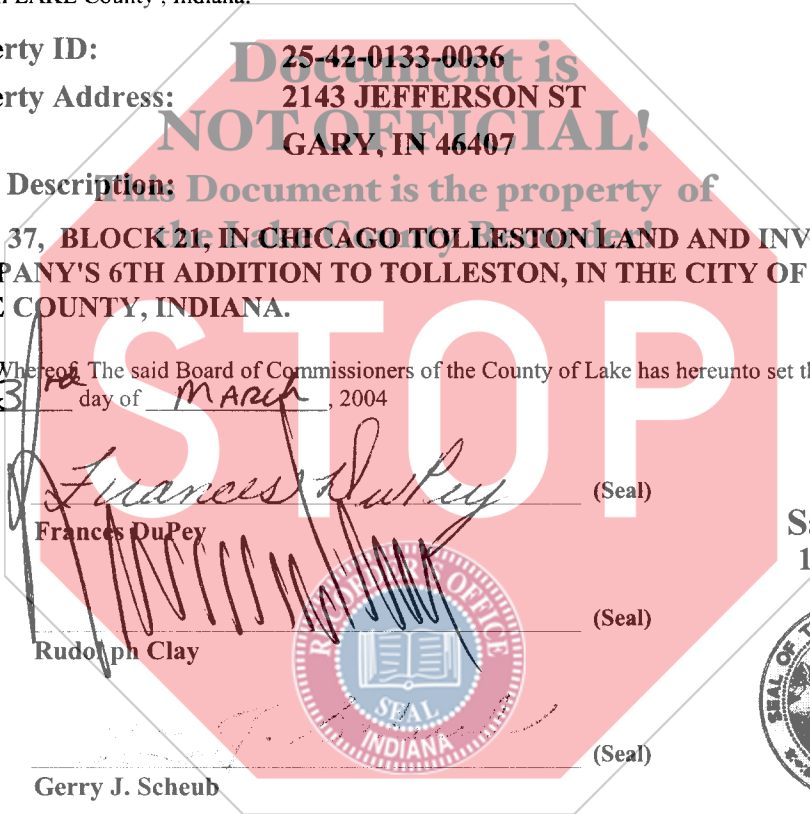 LAKE County, Indiana.
erty ID: 25-42-0133-0036
Document is
erty Address: 2143 JEFFERSON ST
NOT OFFICIAL!
GARY, IN 46407
Description:
This Document is the property of
the Lake County Recorder!
37, BLOCK 21, IN CHICAGO TOLLESTON LAND AND INV
PANY'S 6TH ADDITION TO TOLLESTON, IN THE CITY OF
COUNTY, INDIANA.
STOP
Whereof, The said Board of Commissioners of the County of Lake has hereunto set th
3rd day of MARCH, 2004
Frances DuPey (Seal)
Frances DuPey
(Seal)
Rudolph Clay
RECORDER'S OFFICE
SEAL
INDIANA
(Seal)
Gerry J. Scheub
SEAL OF T